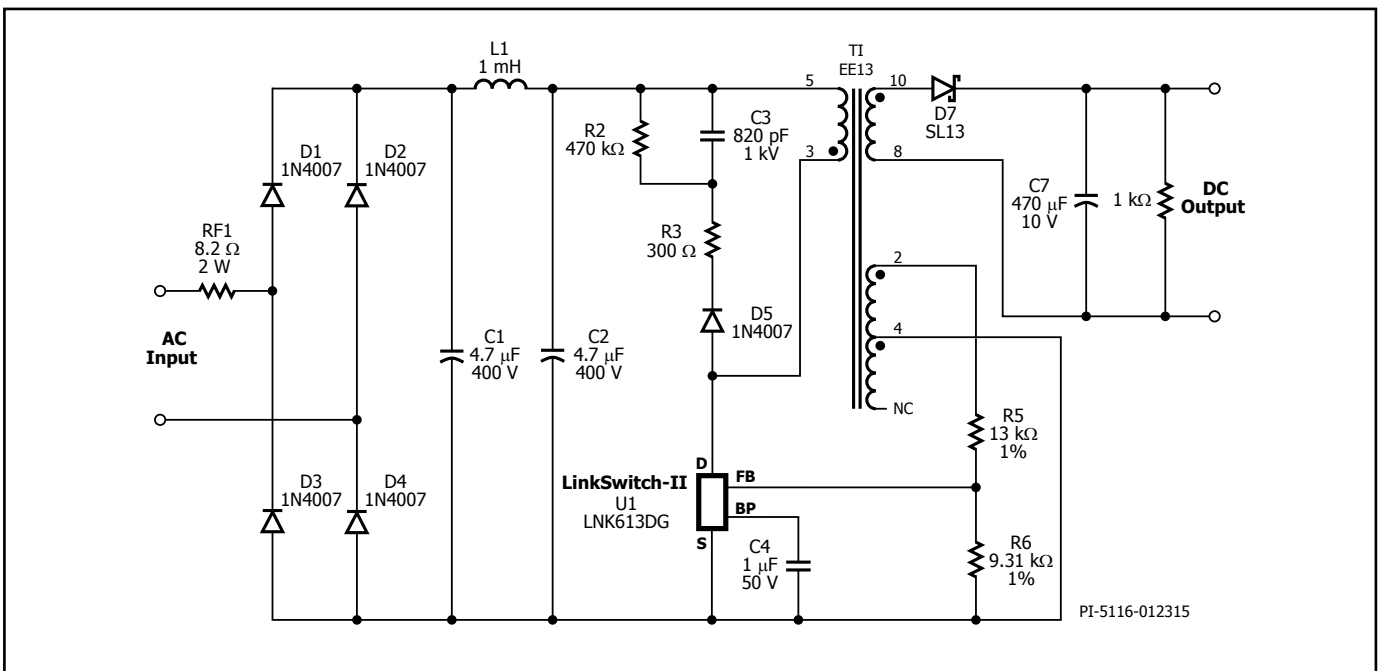 L1
1 mH
TI
EE13
5
10
D7
SL13
3
8
R2
470 kΩ
C3
820 pF
1 kV
D1
1N4007
D2
1N4007
C7
470 μF
10 V
1 kΩ
DC
Output
RF1
8.2 Ω
2 W
R3
300 Ω
2
D5
1N4007
4
AC
Input
C1
4.7 μF
400 V
C2
4.7 μF
400 V
NC
R5
13 kΩ
1%
D
FB
LinkSwitch-II
U1
LNK613DG
BP
S
D3
1N4007
D4
1N4007
C4
1 μF
50 V
R6
9.31 kΩ
1%
PI-5116-012315